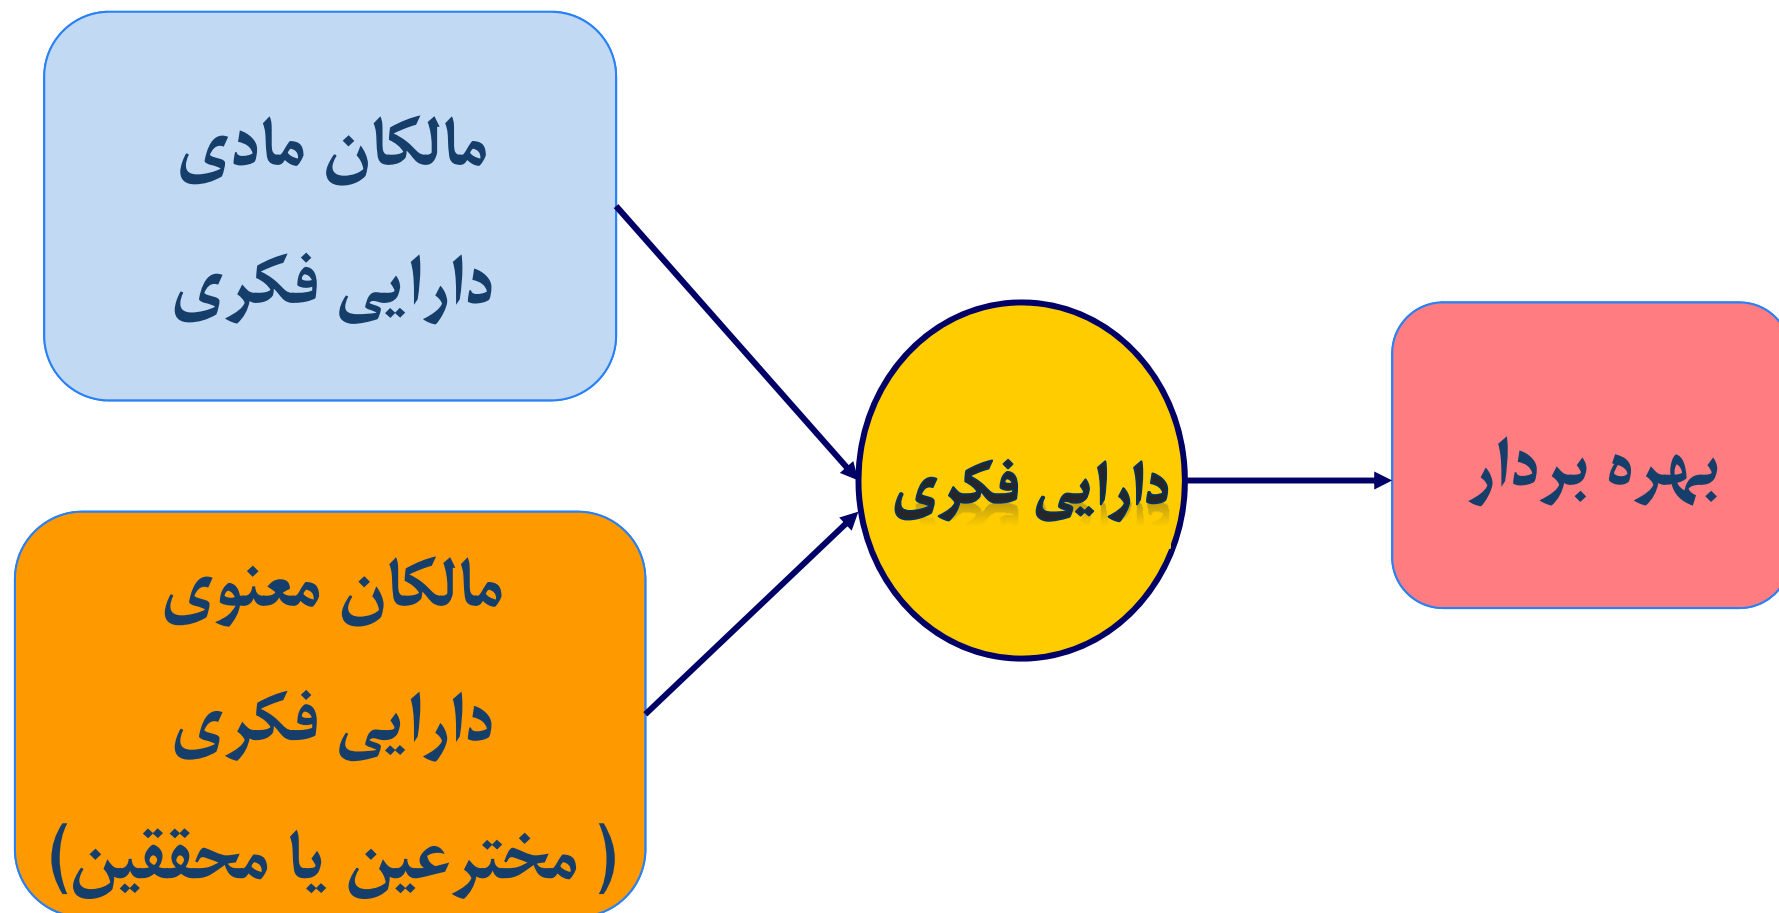 مالکان مادی
دارایی فکری
مالکان معنوی
دارایی فکری
( مخترعین یا محققین)
دارایی فکری
بهره بردار